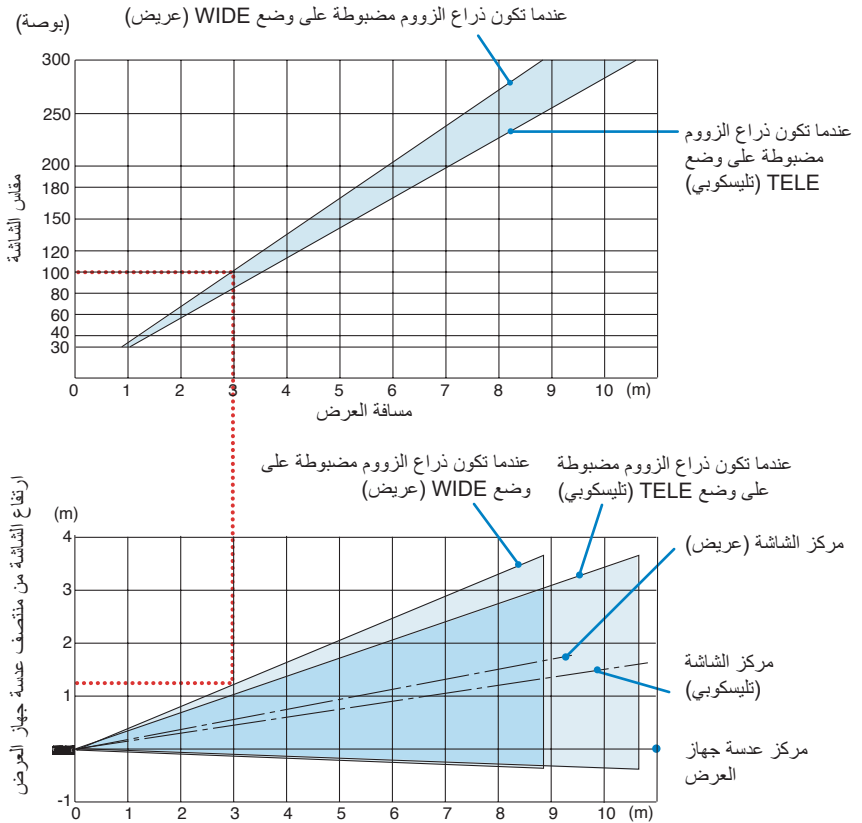 عندما تكون ذراع الزووم مضبوطة على وضع WIDE (عريض)
(بوصة)
300
250
200
180
150
120
100
80
60
40
30
مقاس الشاشة
عندما تكون ذراع الزووم
مضبوطة على وضع
TELE (تليسكوبي)
0 1 2 3 4 5 6 7 8 9 10 (m)
مسافة العرض
عندما تكون ذراع الزووم مضبوطة
على وضع TELE (تليسكوبي)
عندما تكون ذراع الزووم مضبوطة على
وضع WIDE (عريض)
ارتفاع الشاشة من منتصف عدسة جهاز العرض
(m)
4
3
2
1
-1
مركز الشاشة (عريض)
مركز الشاشة
(تليسكوبي)
مركز عدسة جهاز
العرض
0 1 2 3 4 5 6 7 8 9 10 (m)